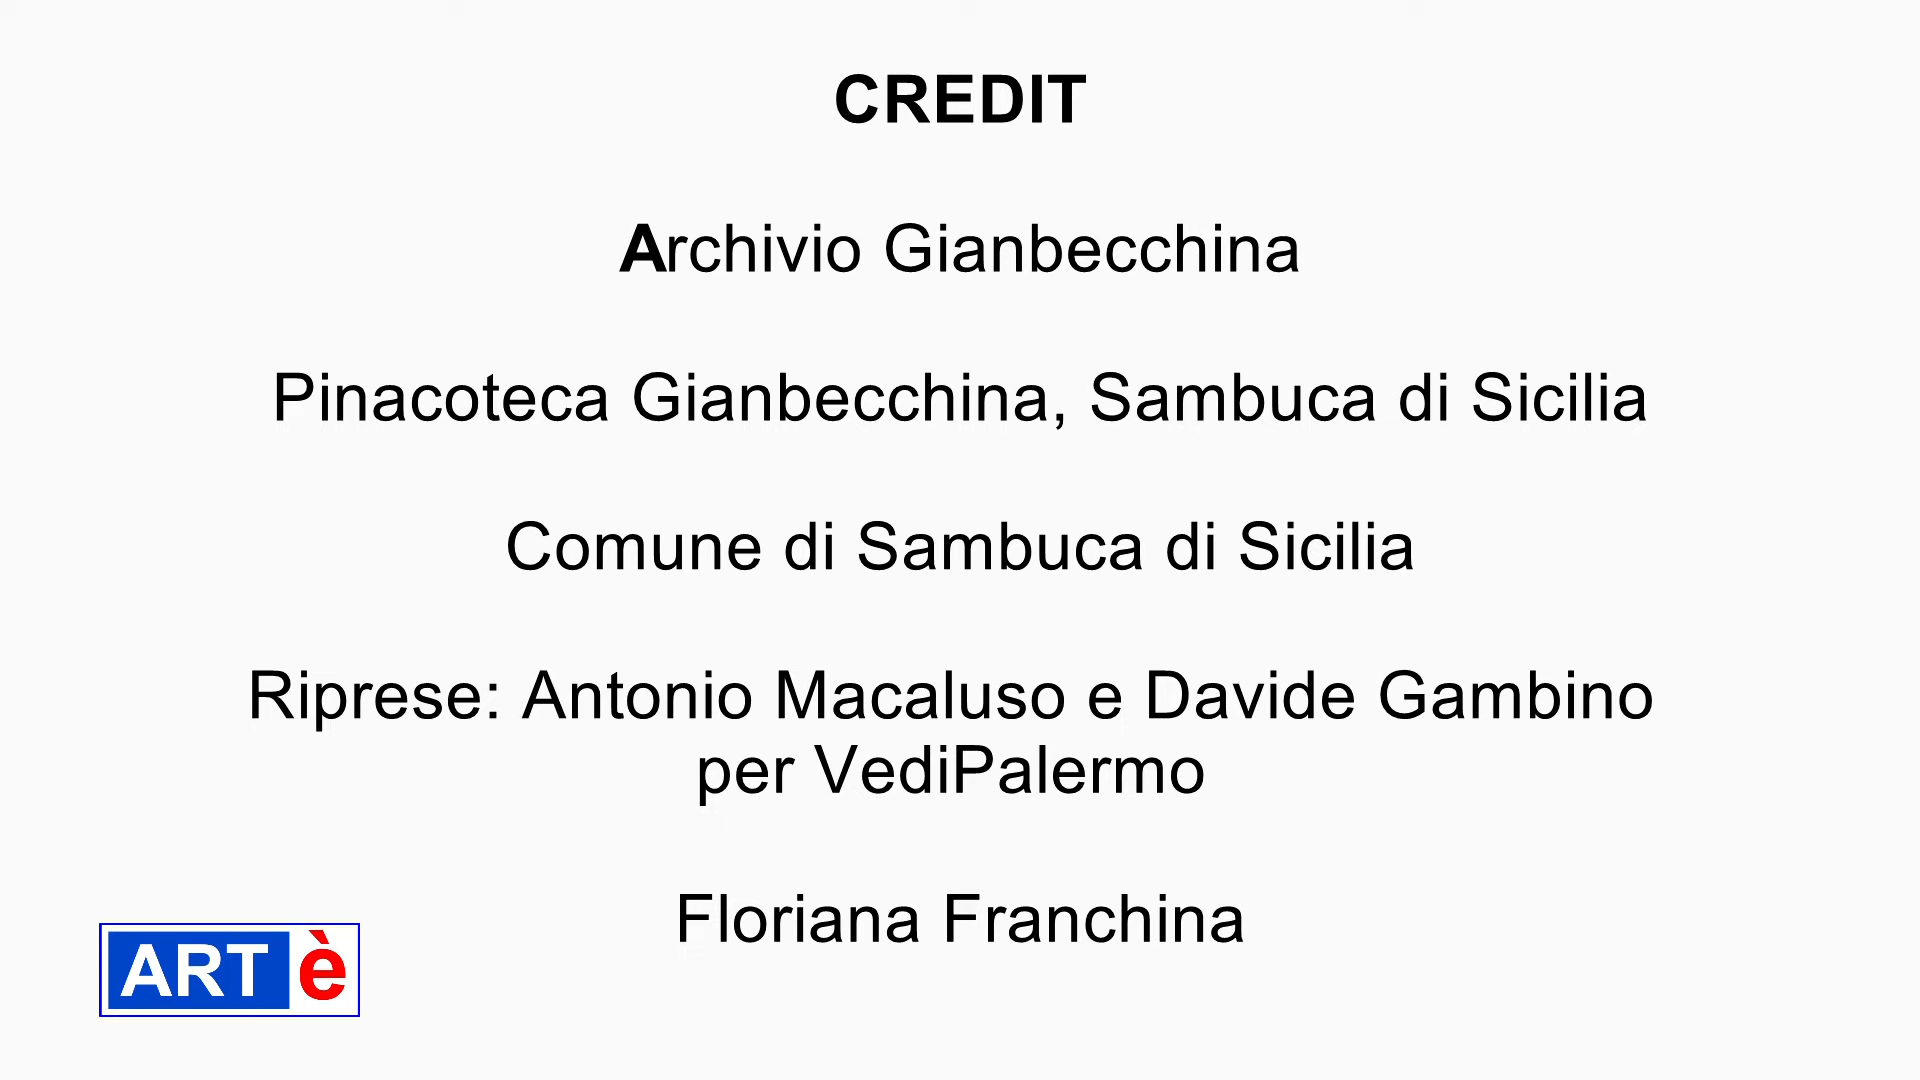 CREDIT
Archivio Gianbecchina
Pinacoteca Gianbecchina, Sambuca di Sicilia
Comune di Sambuca di Sicilia
Riprese: Antonio Macaluso e Davide Gambino
per VediPalermo
Floriana Franchina
ART è